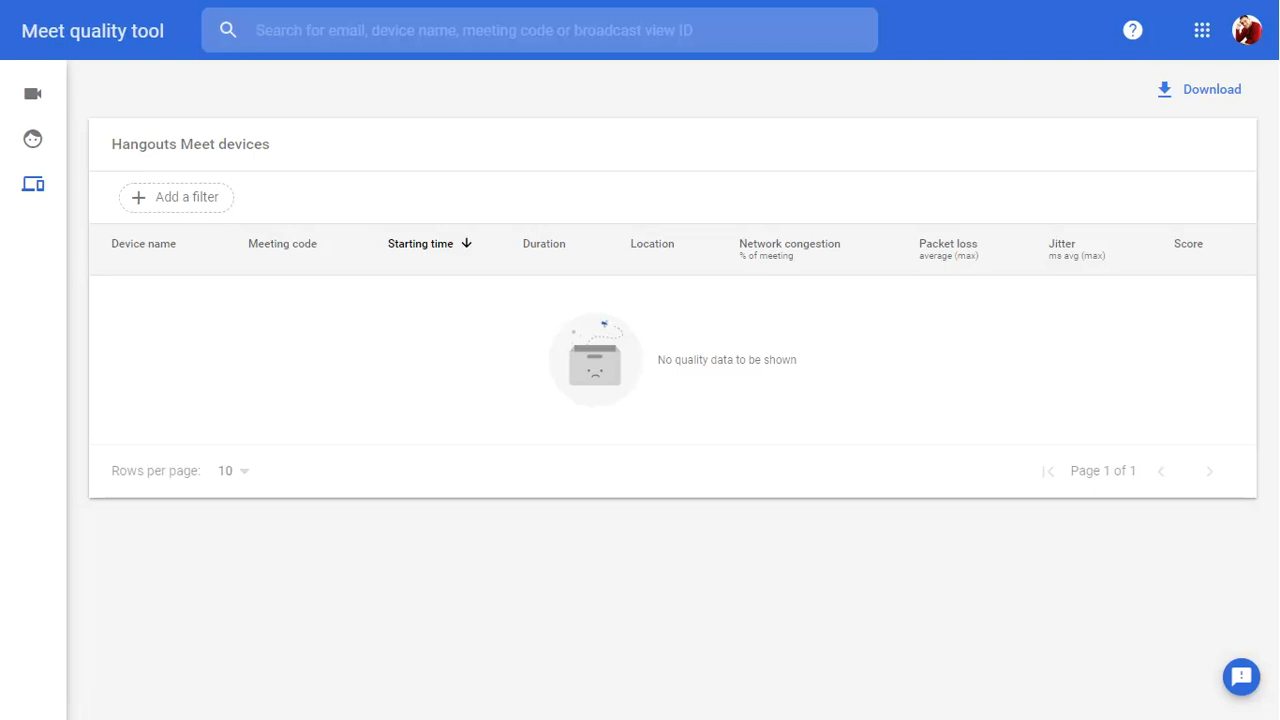 Meet quality tool
Search for email, device name, meeting code or broadcast view ID
Download
Hangouts Meet devices
Add a filter
Device name Meeting code Starting time Duration Location Network congestion Packet loss Jitter Score
% of meeting average (max) ms avg (max)
No quality data to be shown
Rows per page: 10 Page 1 of 1